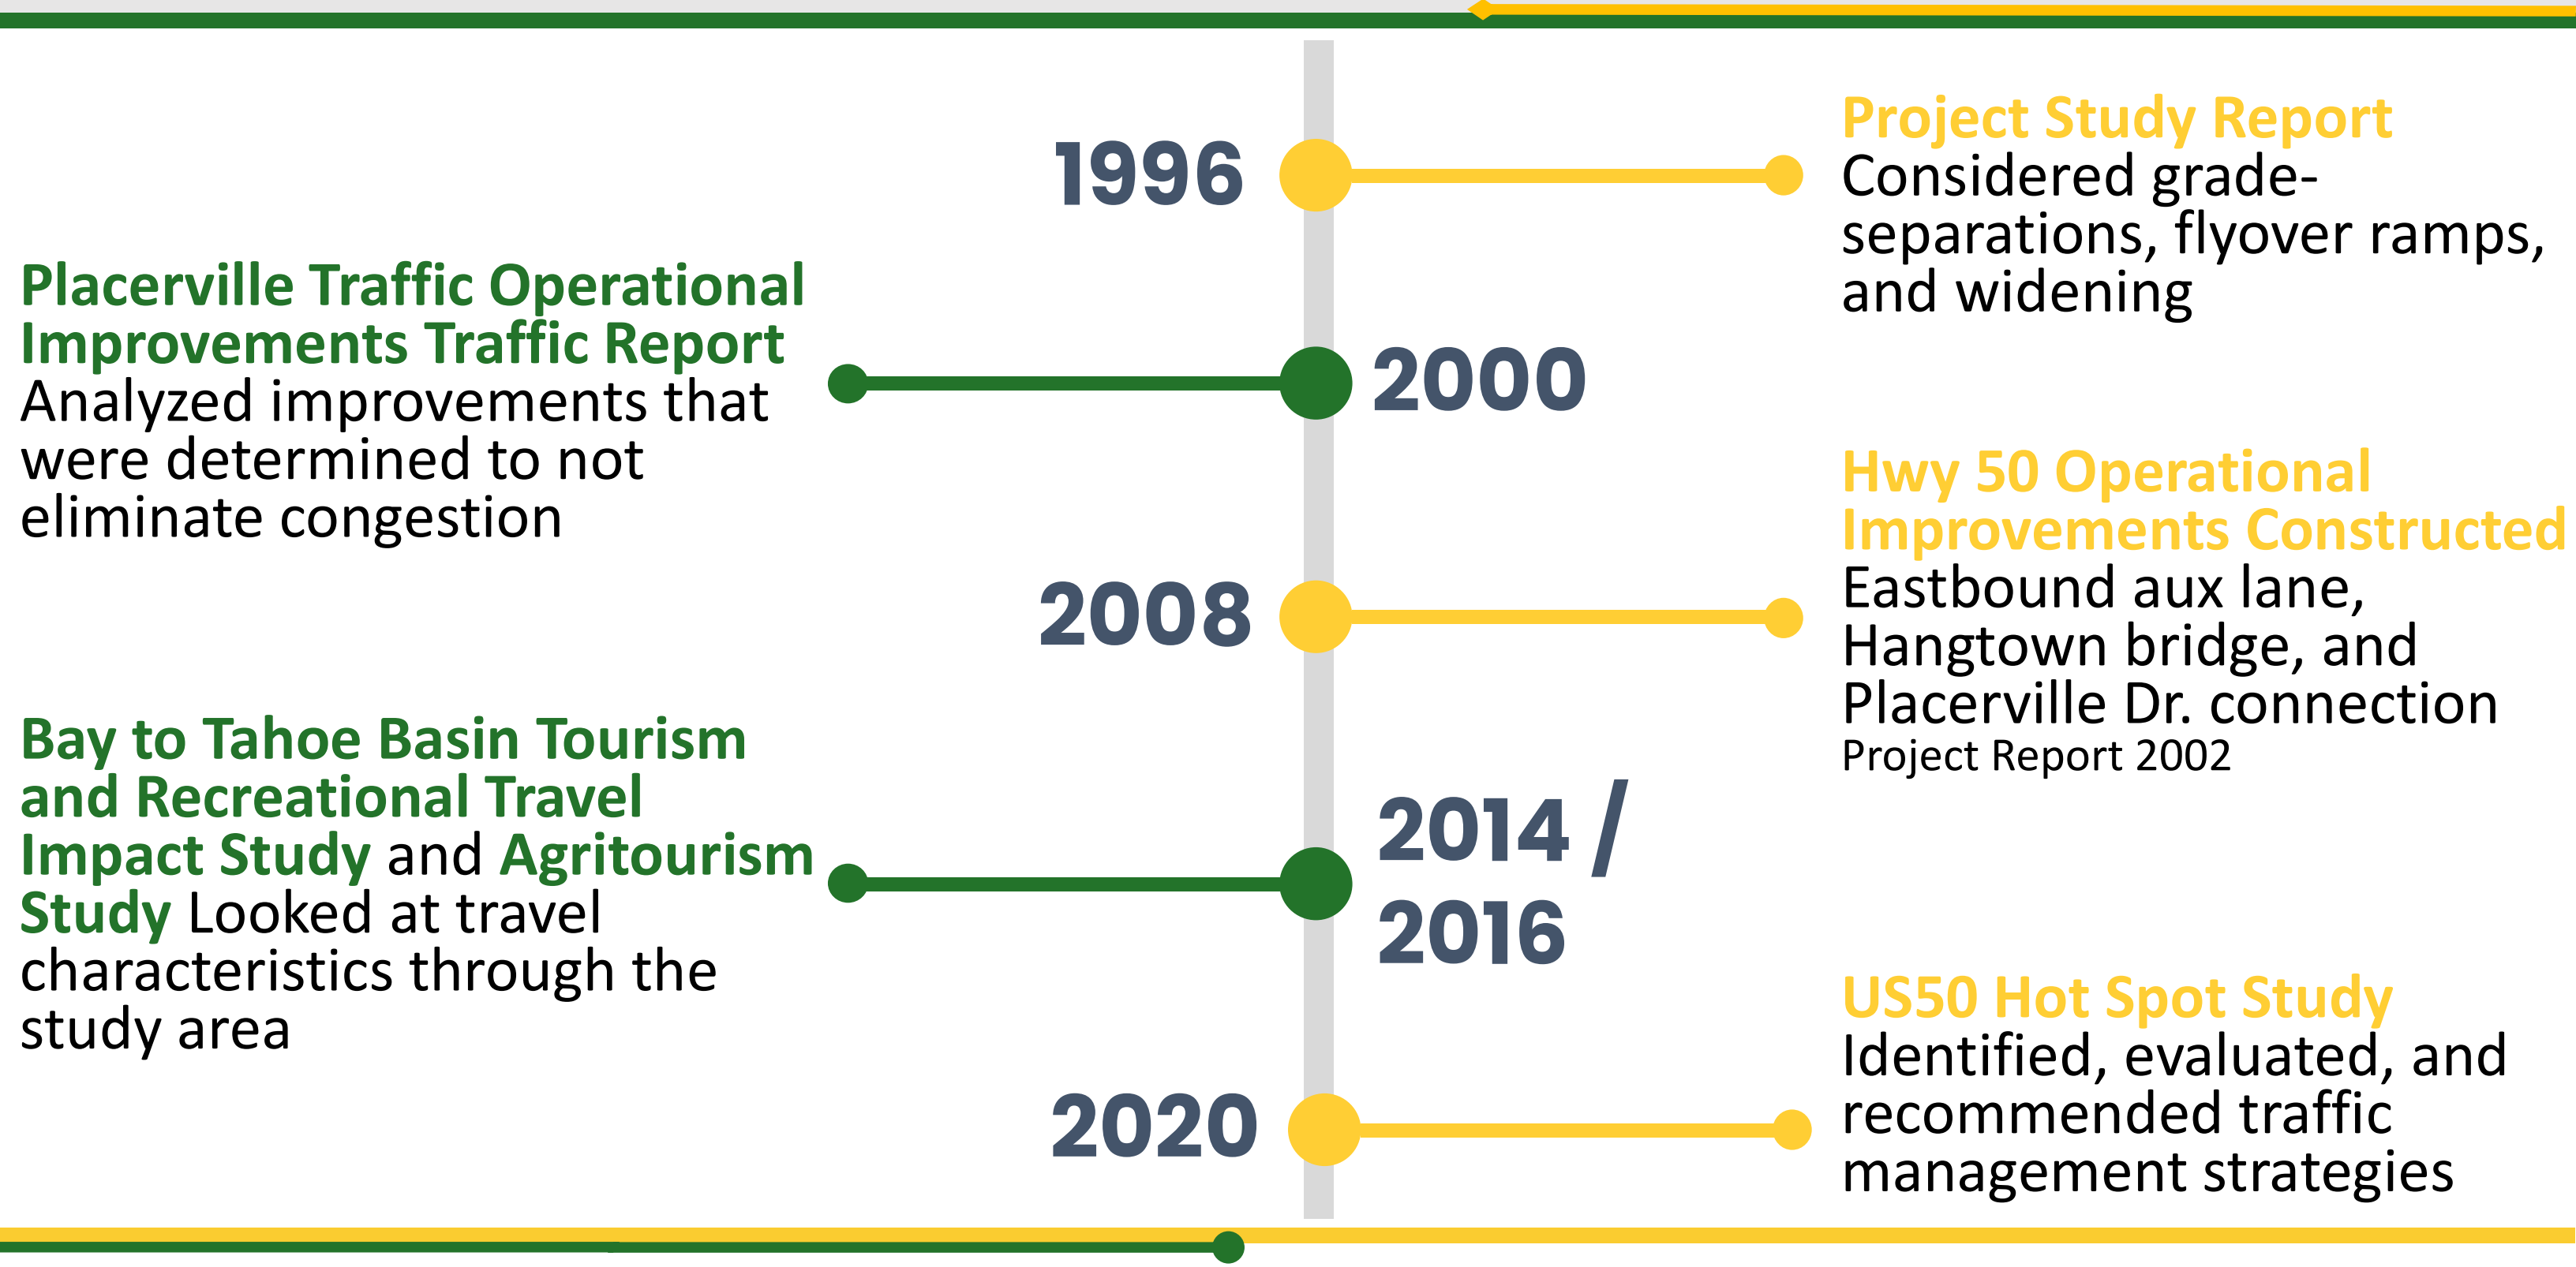 1996
Project Study Report
Considered grade-
separations, flyover ramps,
and widening
Placerville Traffic Operational
Improvements Traffic Report
Analyzed improvements that
were determined to not
eliminate congestion
2000
2008
Hwy 50 Operational
Improvements Constructed
Eastbound aux lane,
Hangtown bridge, and
Placerville Dr. connection
Project Report 2002
Bay to Tahoe Basin Tourism
and Recreational Travel
Impact Study and Agritourism
Study Looked at travel
characteristics through the
study area
2014 /
2016
2020
US50 Hot Spot Study
Identified, evaluated, and
recommended traffic
management strategies